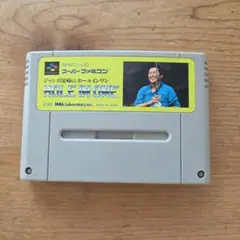 スーパーファミコン
ジャンボ尾崎のホールインワン
HOLE IN ONE
HAL Laboratory, Inc.